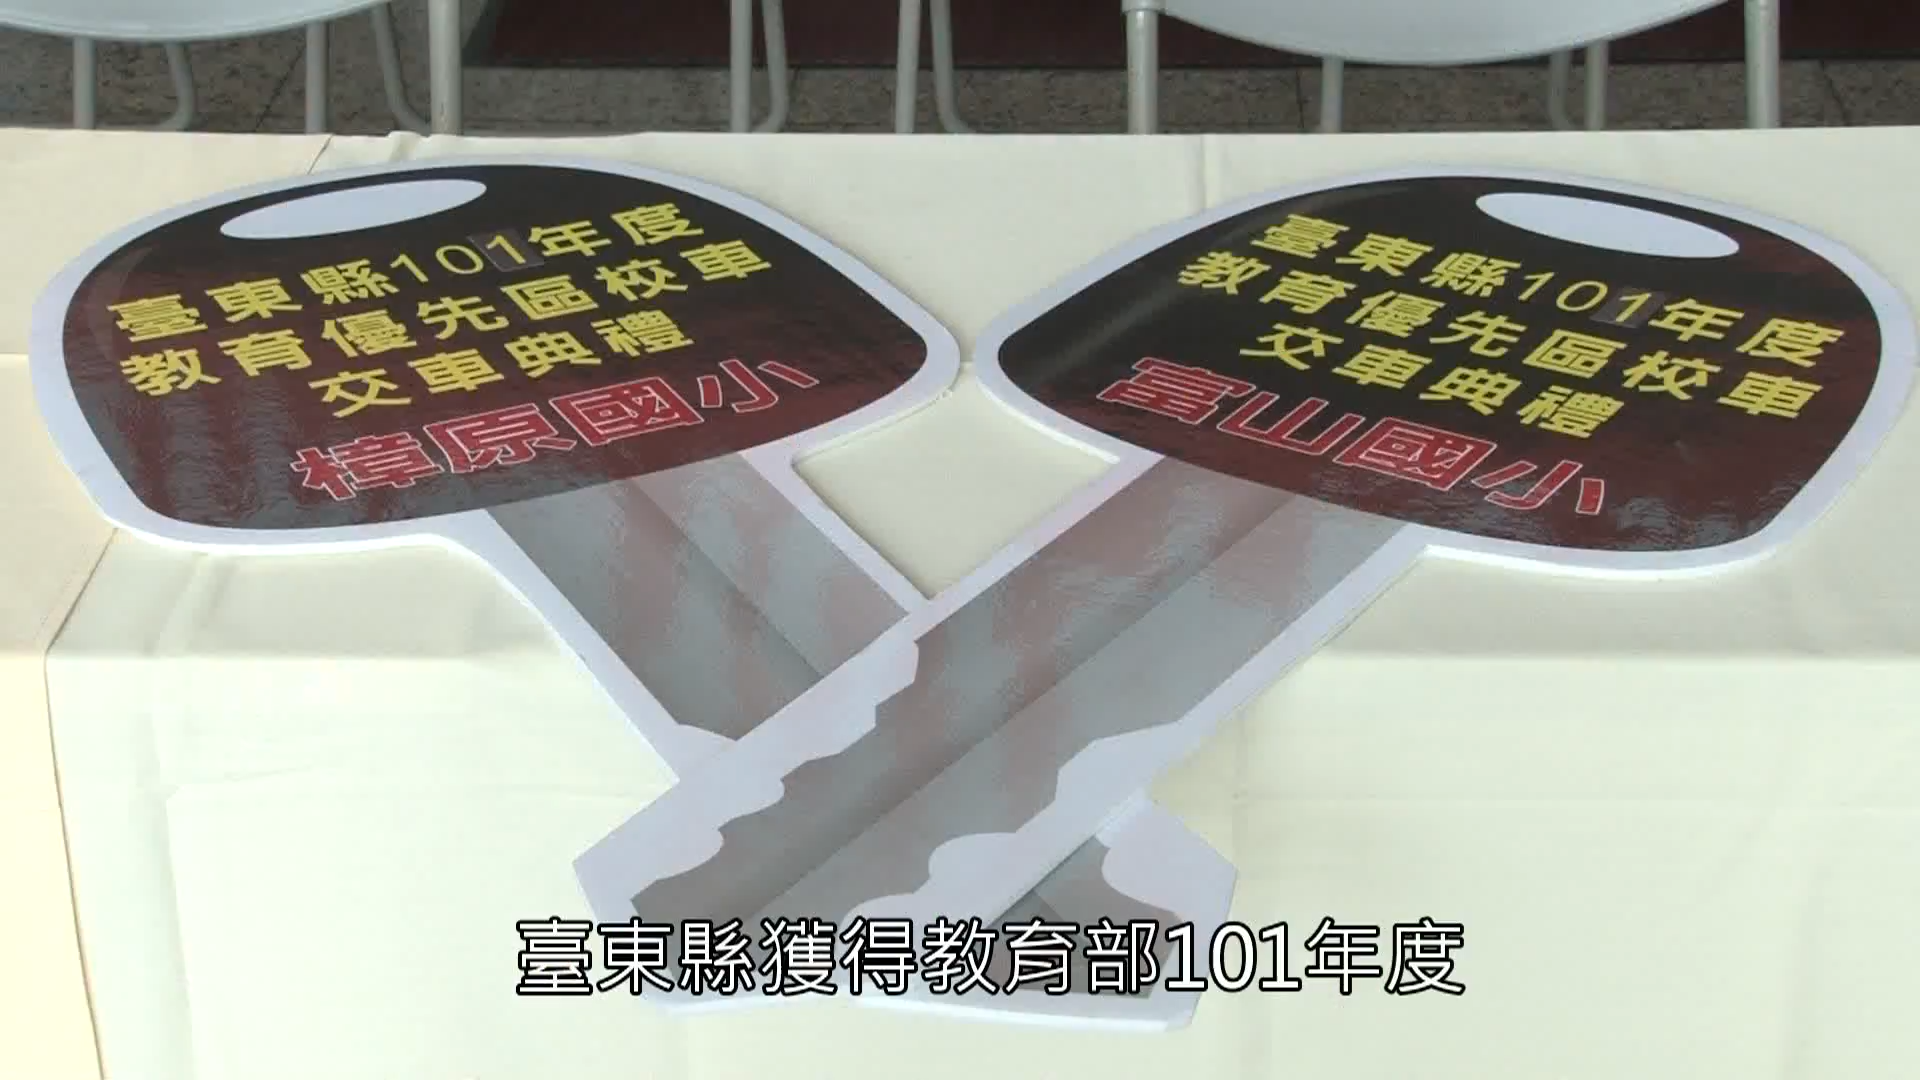 臺東縣101年度
教育優先區校車
交車典禮
樟原國小
臺東縣101年度
教育優先區校車
交車典禮
富山國小
臺東縣獲得教育部101年度